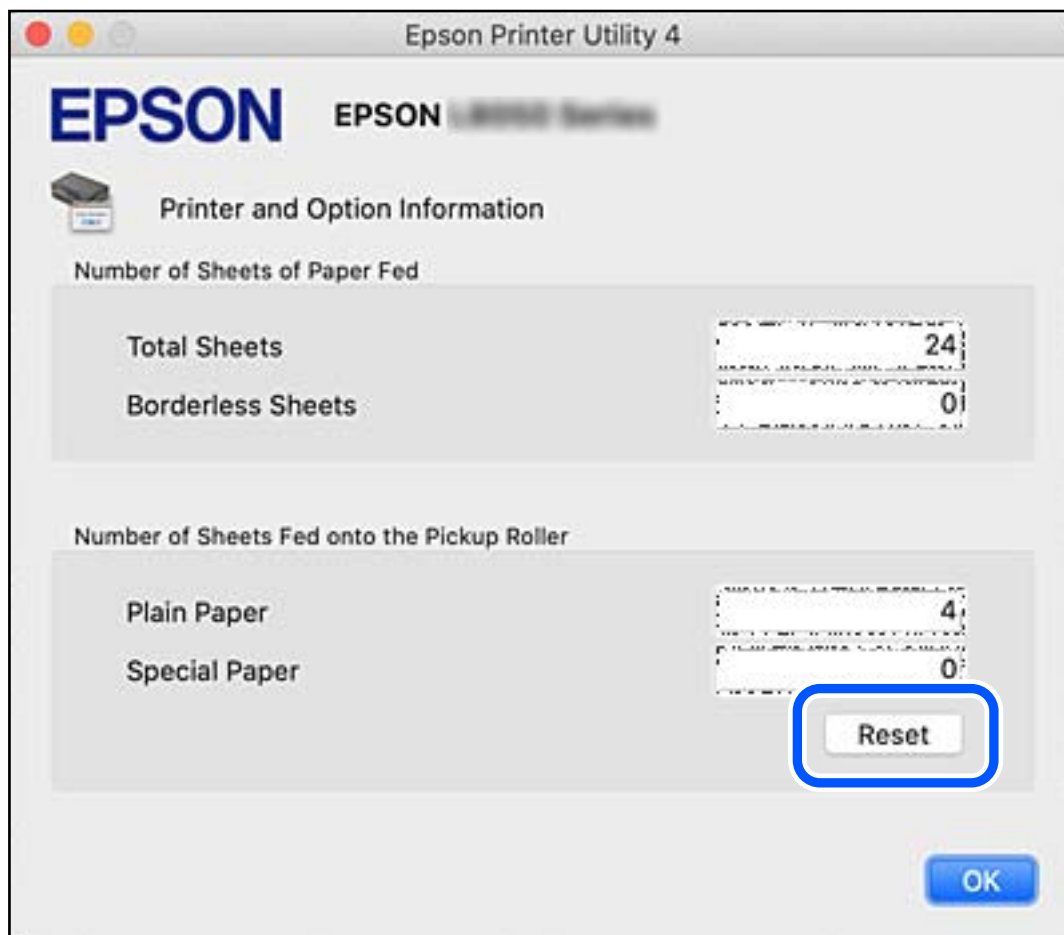 Epson Printer Utility 4
EPSON EPSON
Printer and Option Information
Number of Sheets of Paper Fed
Total Sheets 24
Borderless Sheets 0
Number of Sheets Fed onto the Pickup Roller
Plain Paper 4
Special Paper 0
Reset
OK